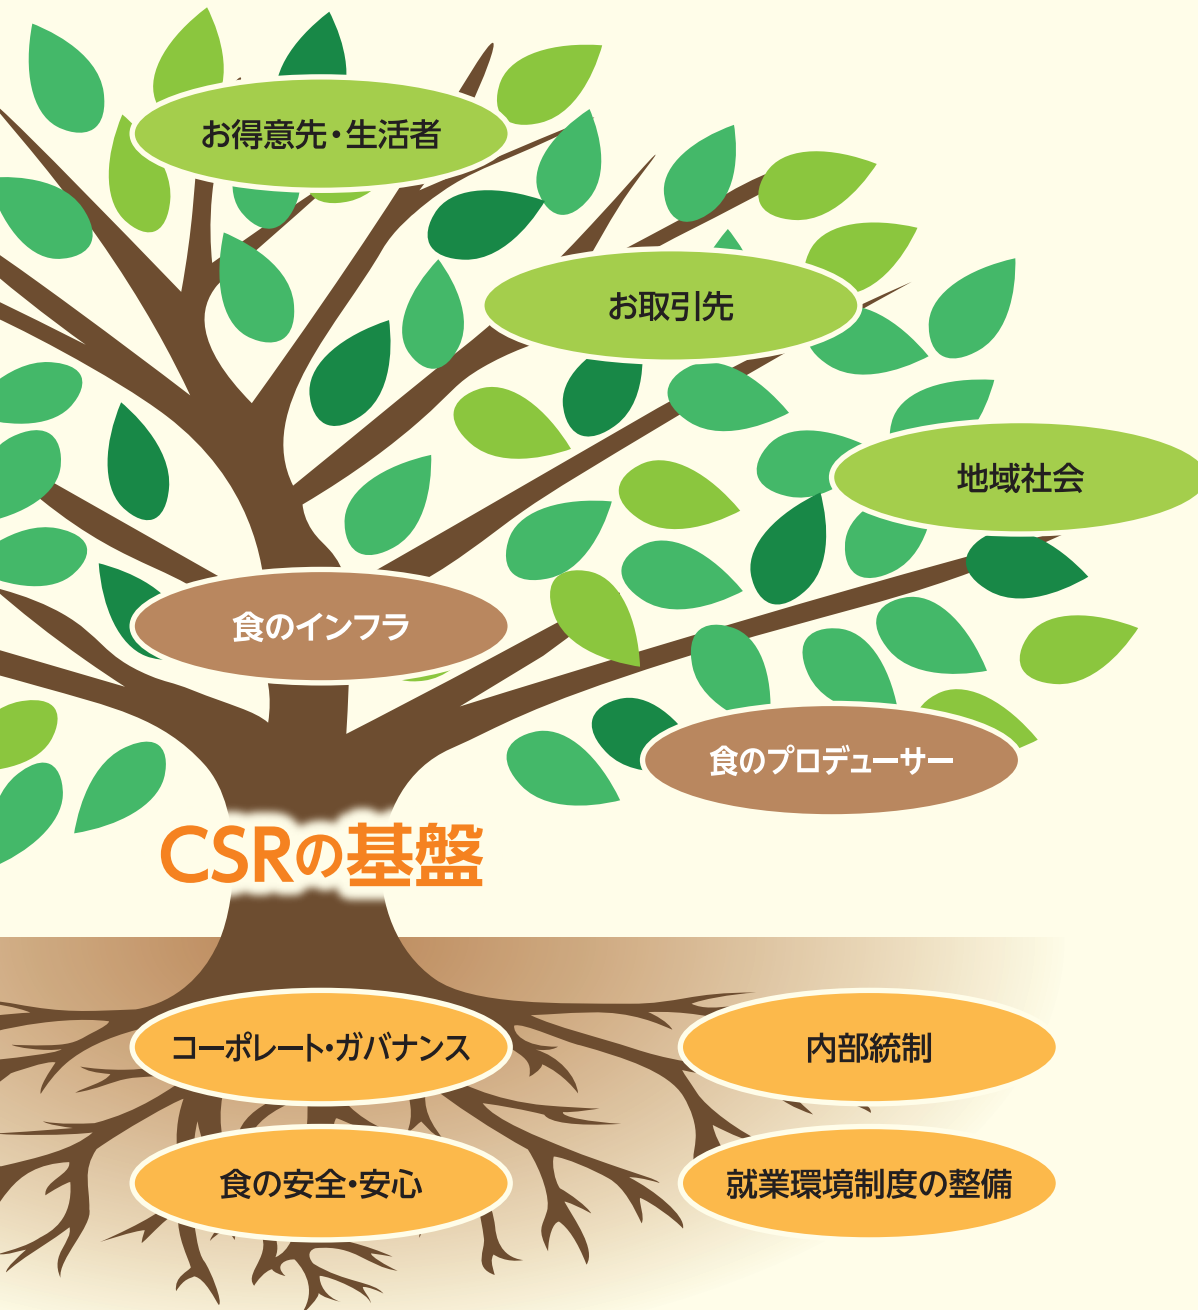 お得意先・生活者
お取引先
地域社会
食のインフラ
食のプロデューサー
CSRの基盤
コーポレート・ガバナンス
内部統制
食の安全・安心
就業環境制度の整備